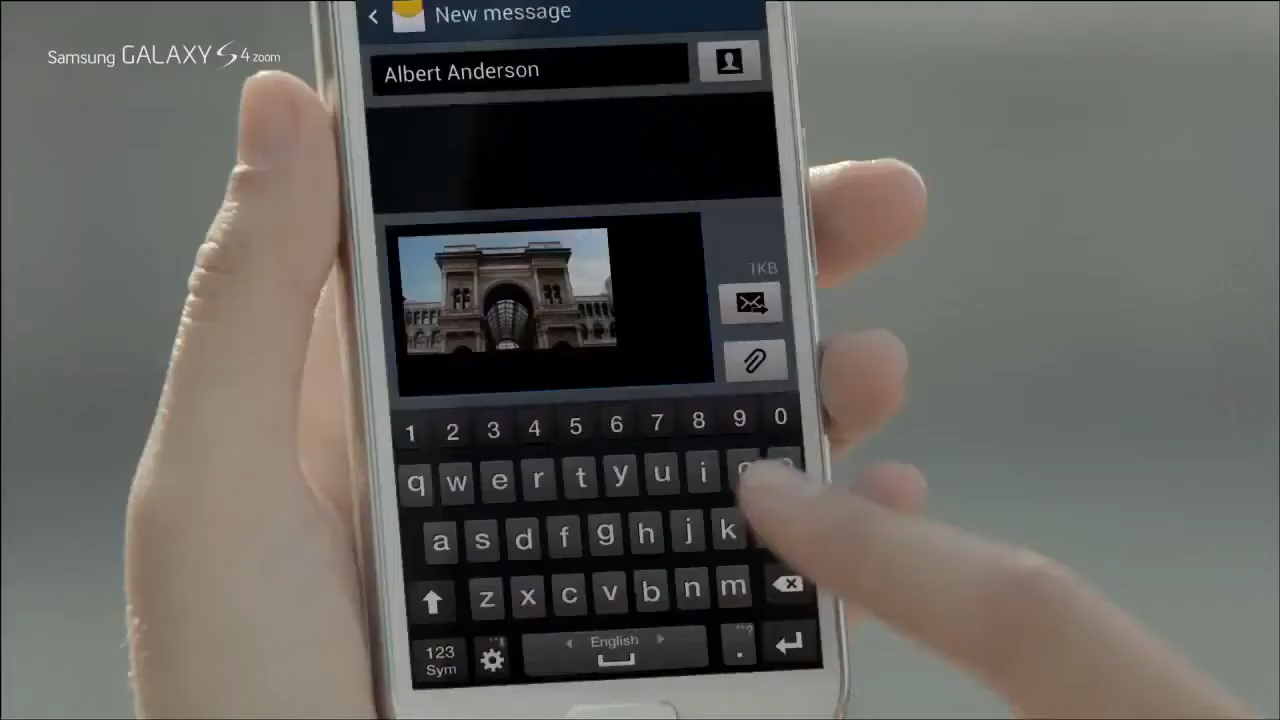 Samsung GALAXY S4 zoom
New message
Albert Anderson
1KB
1 2 3 4 5 6 7 8 9 0
q w e r t y u i
a s d f g h j k
z x c v b n m
123 Sym
English
. ?